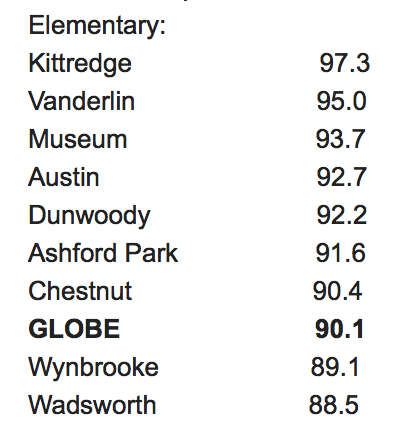 Elementary:
Kittredge 97.3
Vanderlin 95.0
Museum 93.7
Austin 92.7
Dunwoody 92.2
Ashford Park 91.6
Chestnut 90.4
GLOBE 90.1
Wynbrooke 89.1
Wadsworth 88.5